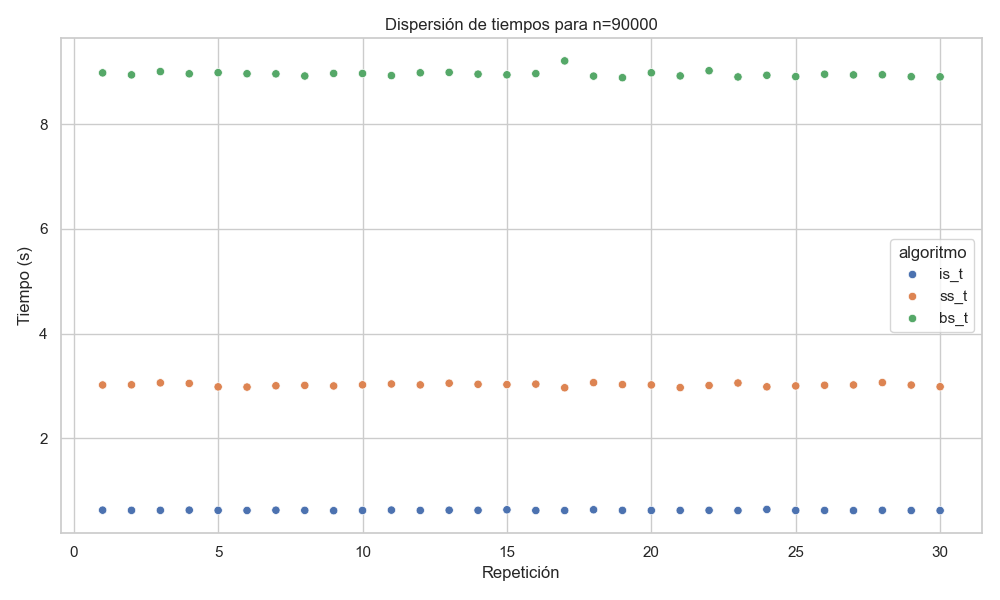 Dispersión de tiempos para n=90000
Tiempo (s)
8
6
4
2
algoritmo
is_t
ss_t
bs_t
0 5 10 15 20 25 30
Repetición